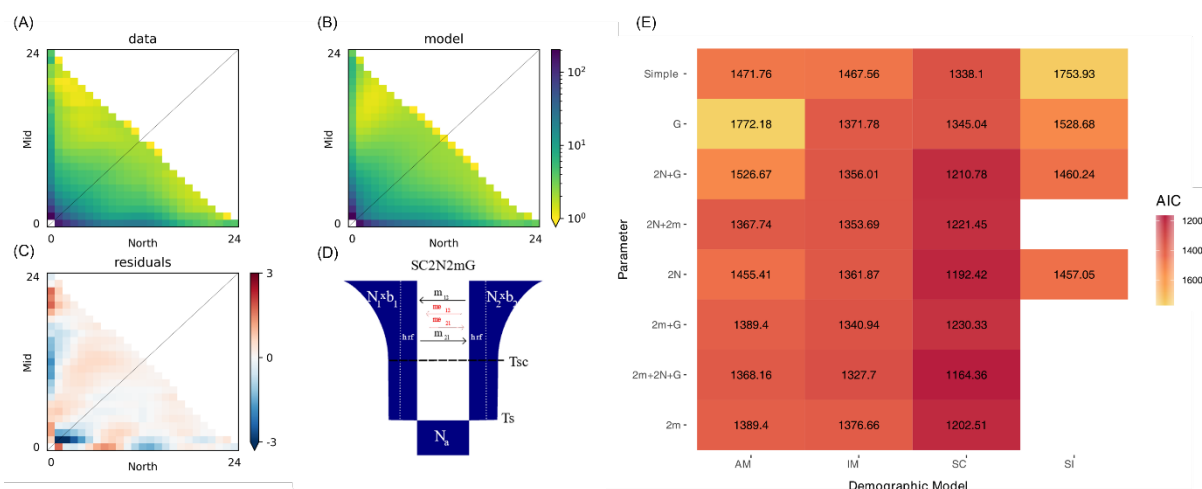 (A)
data
24
Mid
0
0
North
24
(B)
model
24
Mid
0
0
North
24
10²
10¹
10⁰
(C)
residuals
24
Mid
0
0
North
24
3
0
-3
(D)
SC2N2mG
N₁xb₁
N₂xb₂
m₁₂
me₁₂
me₂₁
m₂₁
hrf
hrf
Tsc
Ts
Nₐ
(E)
Parameter
Simple 1471.76 1467.56 1338.1 1753.93
G 1772.18 1371.78 1345.04 1528.68
2N+G 1526.67 1356.01 1210.78 1460.24
2N+2m 1367.74 1353.69 1221.45
2N 1455.41 1361.87 1192.42 1457.05
2m+G 1389.4 1340.94 1230.33
2m+2N+G 1368.16 1327.7 1164.36
2m 1389.4 1376.66 1202.51
AM IM SC SI
Demographic Model
AIC
1200
1400
1600